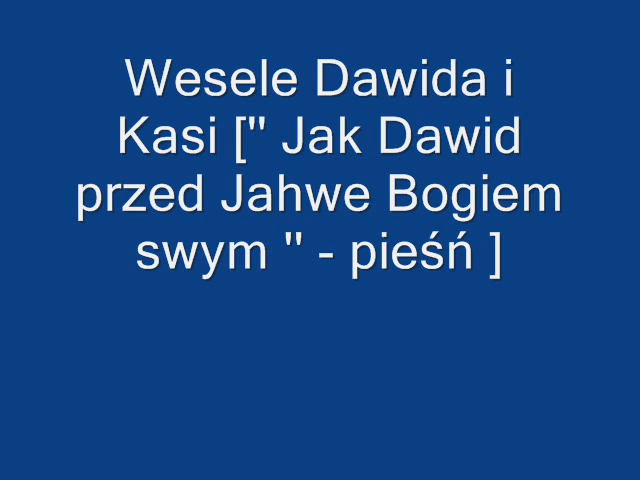 Wesele Dawida i
Kasi [" Jak Dawid
przed Jahwe Bogiem
swym " - pieśń ]